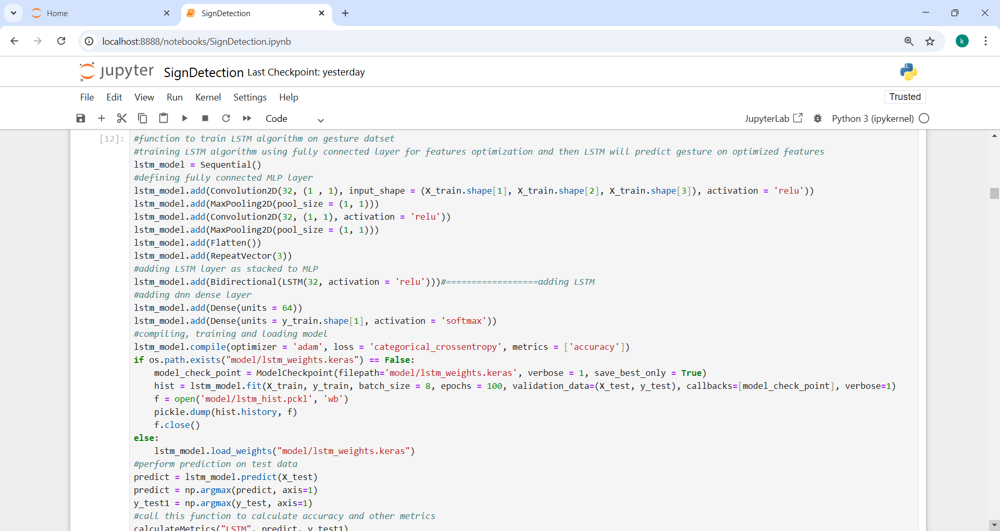 Home
SignDetection
localhost:8888/notebooks/SignDetection.ipynb
k
jupyter SignDetection Last Checkpoint: yesterday
File Edit View Run Kernel Settings Help
Trusted
Code
JupyterLab
Python 3 (ipykernel)
[12]:
#function to train LSTM algorithm on gesture datset
#training LSTM algorithm using fully connected layer for features optimization and then LSTM will predict gesture on optimized features
lstm_model = Sequential()
#defining fully connected MLP layer
lstm_model.add(Convolution2D(32, (1 , 1), input_shape = (X_train.shape[1], X_train.shape[2], X_train.shape[3]), activation = 'relu'))
lstm_model.add(MaxPooling2D(pool_size = (1, 1)))
lstm_model.add(Convolution2D(32, (1, 1), activation = 'relu'))
lstm_model.add(MaxPooling2D(pool_size = (1, 1)))
lstm_model.add(Flatten())
lstm_model.add(RepeatVector(3))
#adding LSTM layer as stacked to MLP
lstm_model.add(Bidirectional(LSTM(32, activation = 'relu')))#==================adding LSTM
#adding dnn dense layer
lstm_model.add(Dense(units = 64))
lstm_model.add(Dense(units = y_train.shape[1], activation = 'softmax'))
#compiling, training and loading model
lstm_model.compile(optimizer = 'adam', loss = 'categorical_crossentropy', metrics = ['accuracy'])
if os.path.exists("model/lstm_weights.keras") == False:
    model_check_point = ModelCheckpoint(filepath='model/lstm_weights.keras', verbose = 1, save_best_only = True)
    hist = lstm_model.fit(X_train, y_train, batch_size = 8, epochs = 100, validation_data=(X_test, y_test), callbacks=[model_check_point], verbose=1)
    f = open('model/lstm_hist.pckl', 'wb')
    pickle.dump(hist.history, f)
    f.close()
else:
    lstm_model.load_weights("model/lstm_weights.keras")
#perform prediction on test data
predict = lstm_model.predict(X_test)
predict = np.argmax(predict, axis=1)
y_test1 = np.argmax(y_test, axis=1)
#call this function to calculate accuracy and other metrics
calculateMetrics("LSTM", predict, y_test1)